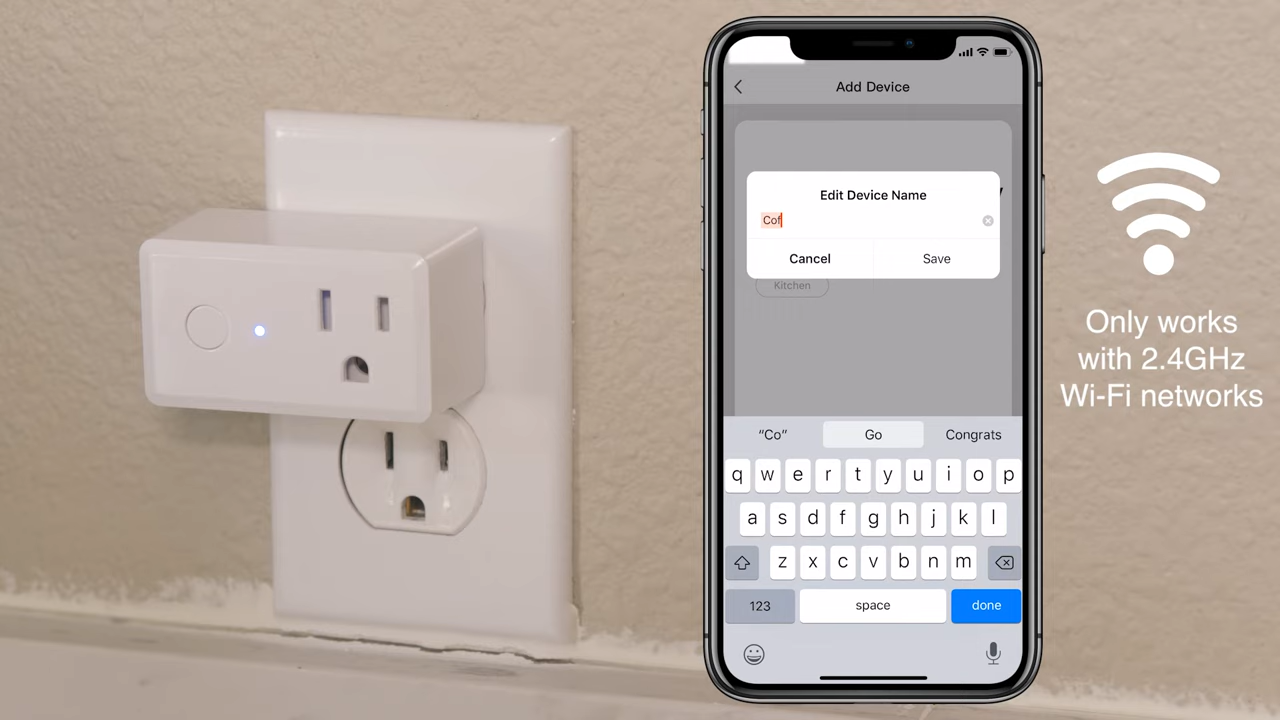 Add Device
Edit Device Name
Cof
Cancel
Save
Kitchen
“Co”
Go
Congrats
q w e r t y u i o p
a s d f g h j k l
z x c v b n m
123
space
done
Only works
with 2.4GHz
Wi-Fi networks